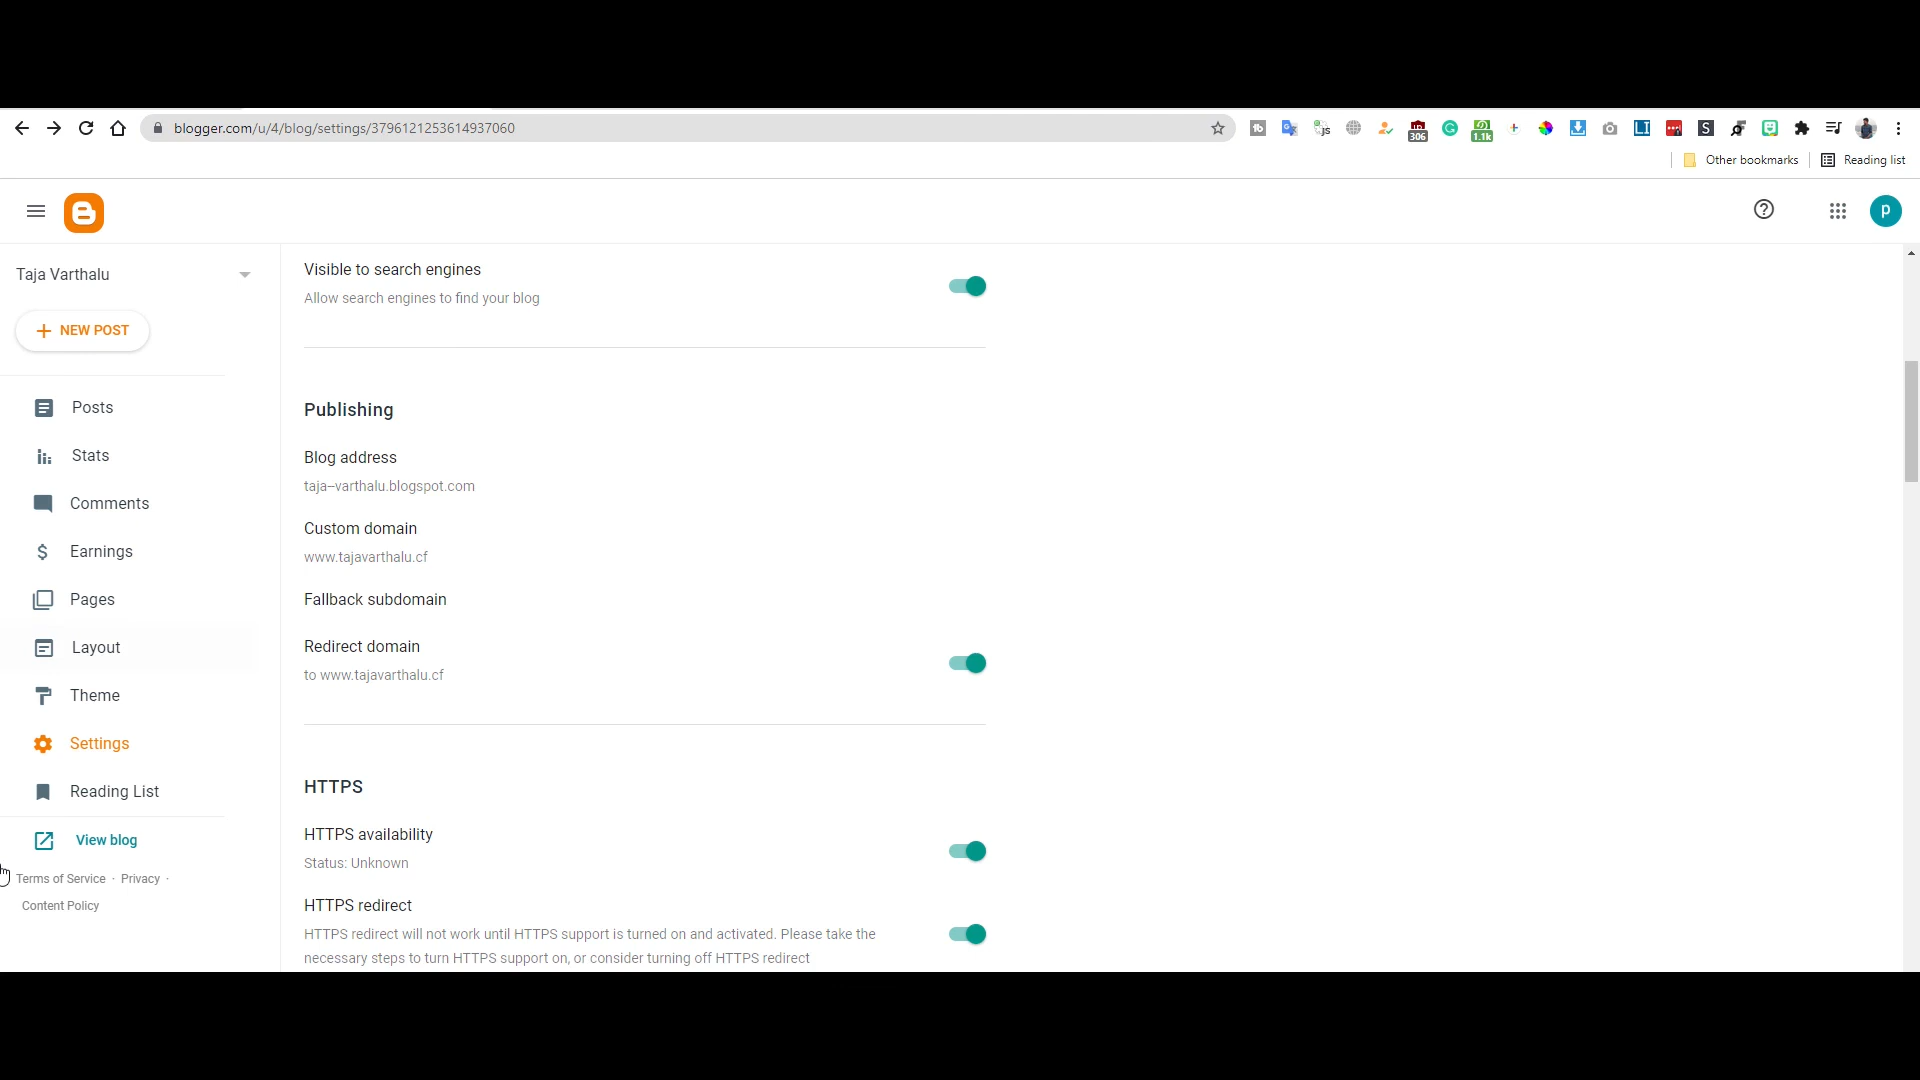 blogger.com/u/4/blog/settings/3796121253614937060
306
1.1k
Other bookmarks
Reading list
p
Taja Varthalu
NEW POST
Posts
Stats
Comments
Earnings
Pages
Layout
Theme
Settings
Reading List
View blog
Terms of Service · Privacy ·
Content Policy
Visible to search engines
Allow search engines to find your blog
Publishing
Blog address
taja--varthalu.blogspot.com
Custom domain
www.tajavarthalu.cf
Fallback subdomain
Redirect domain
to www.tajavarthalu.cf
HTTPS
HTTPS availability
Status: Unknown
HTTPS redirect
HTTPS redirect will not work until HTTPS support is turned on and activated. Please take the
necessary steps to turn HTTPS support on, or consider turning off HTTPS redirect